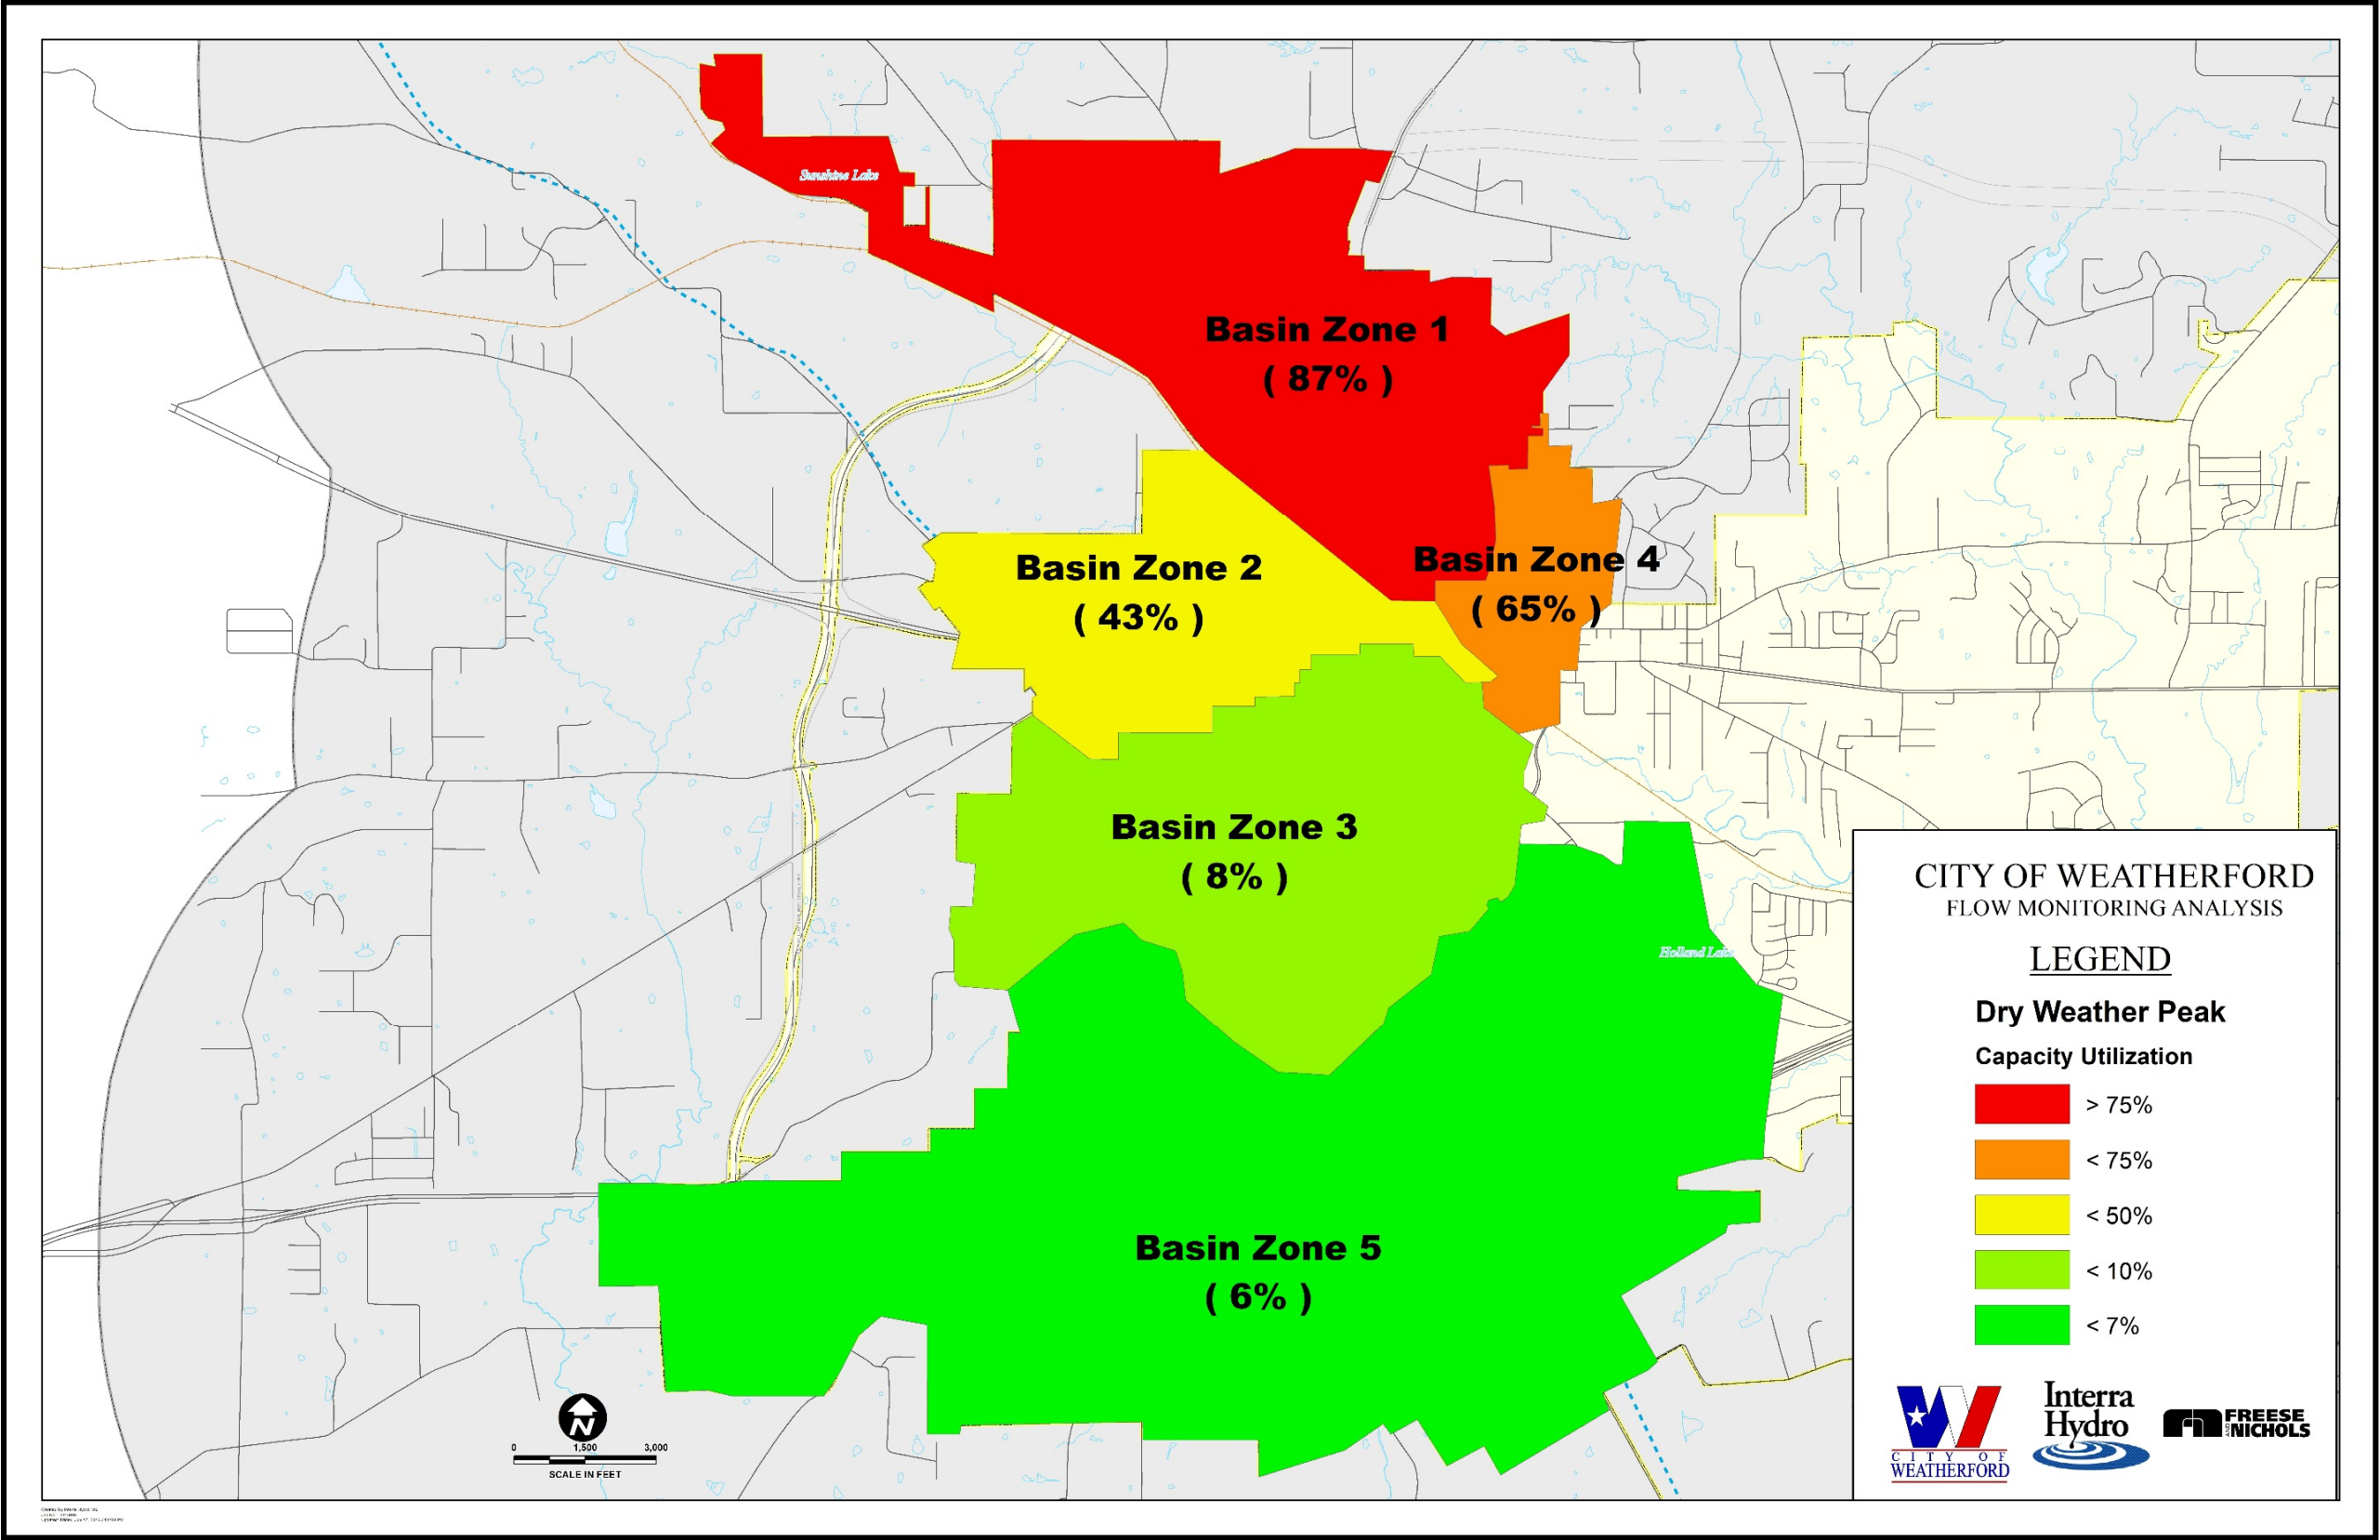 Sunshine Lake
Basin Zone 1
( 87% )
Basin Zone 2
( 43% )
Basin Zone 4
( 65% )
Basin Zone 3
( 8% )
Holland Lake
Basin Zone 5
( 6% )
0 1,500 3,000
SCALE IN FEET
N
CITY OF WEATHERFORD
FLOW MONITORING ANALYSIS
LEGEND
Dry Weather Peak
Capacity Utilization
> 75%
< 75%
< 50%
< 10%
< 7%
W
CITY OF
WEATHERFORD
Interra
Hydro
FREESE
AND
NICHOLS